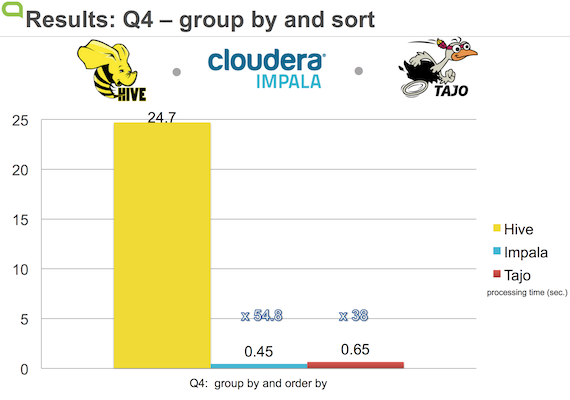 Results: Q4 – group by and sort
HIVE
cloudera®
IMPALA
TAJO
24.7
25
20
15
10
5
0
x 54.8
x 38
0.45
0.65
Hive
Impala
Tajo
processing time (sec.)
Q4: group by and order by